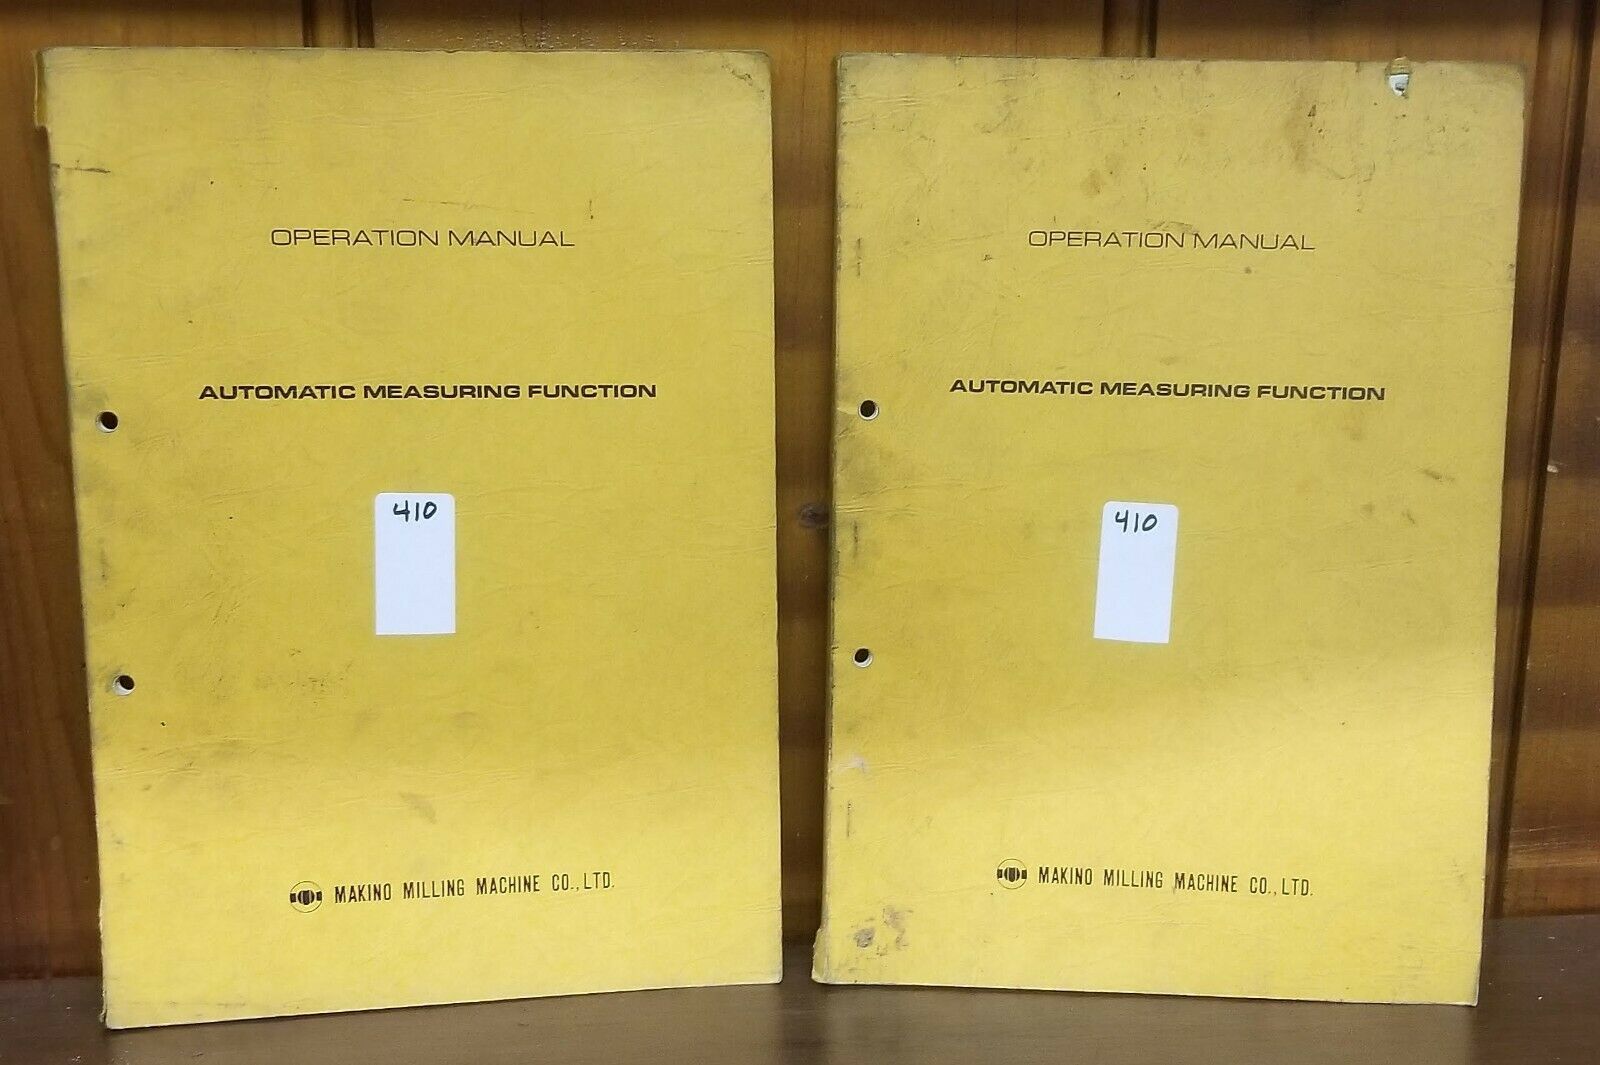 OPERATION MANUAL
AUTOMATIC MEASURING FUNCTION
410
MAKINO MILLING MACHINE CO., LTD.
OPERATION MANUAL
AUTOMATIC MEASURING FUNCTION
410
MAKINO MILLING MACHINE CO., LTD.